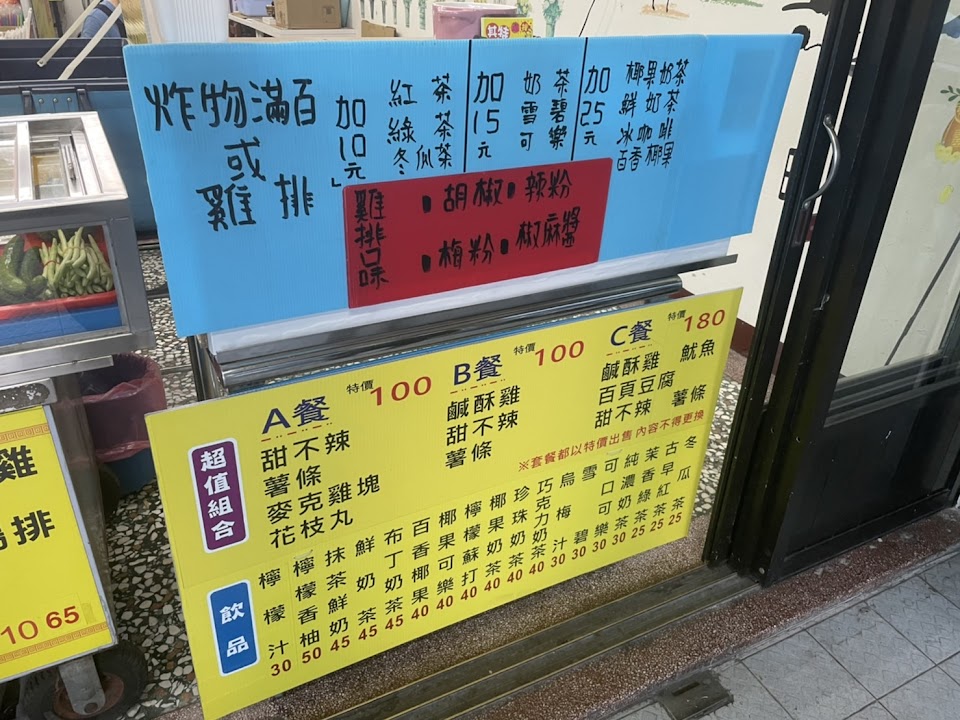 炸物滿百
或
雞排
加10元
紅茶
綠茶
冬瓜茶
加15元
奶茶
雪碧
可樂
加25元
椰果奶茶
鮮奶茶
冰咖啡
百香椰果
雞排口味
・胡椒・辣粉
・梅粉・椒麻醬
超值組合
A餐 特價 100
甜不辣
薯條
麥克雞塊
花枝丸
B餐 特價 100
鹹酥雞
甜不辣
薯條
C餐 特價 180
鹹酥雞 魷魚
百頁豆腐
甜不辣 薯條
※套餐都以特價出售 內容不得更換
飲品
檸檬汁 30
檸檬香柚 50
抹茶鮮奶 45
鮮奶茶 45
布丁奶茶 45
百香椰果 40
椰果可樂 40
檸檬蘇打 40
椰果奶茶 40
珍珠奶茶 40
巧克力奶茶 40
烏梅汁 30
雪碧 30
可口可樂 30
純濃奶茶 30
茉香綠茶 25
古早紅茶 25
冬瓜茶 25
雞
排
10 65